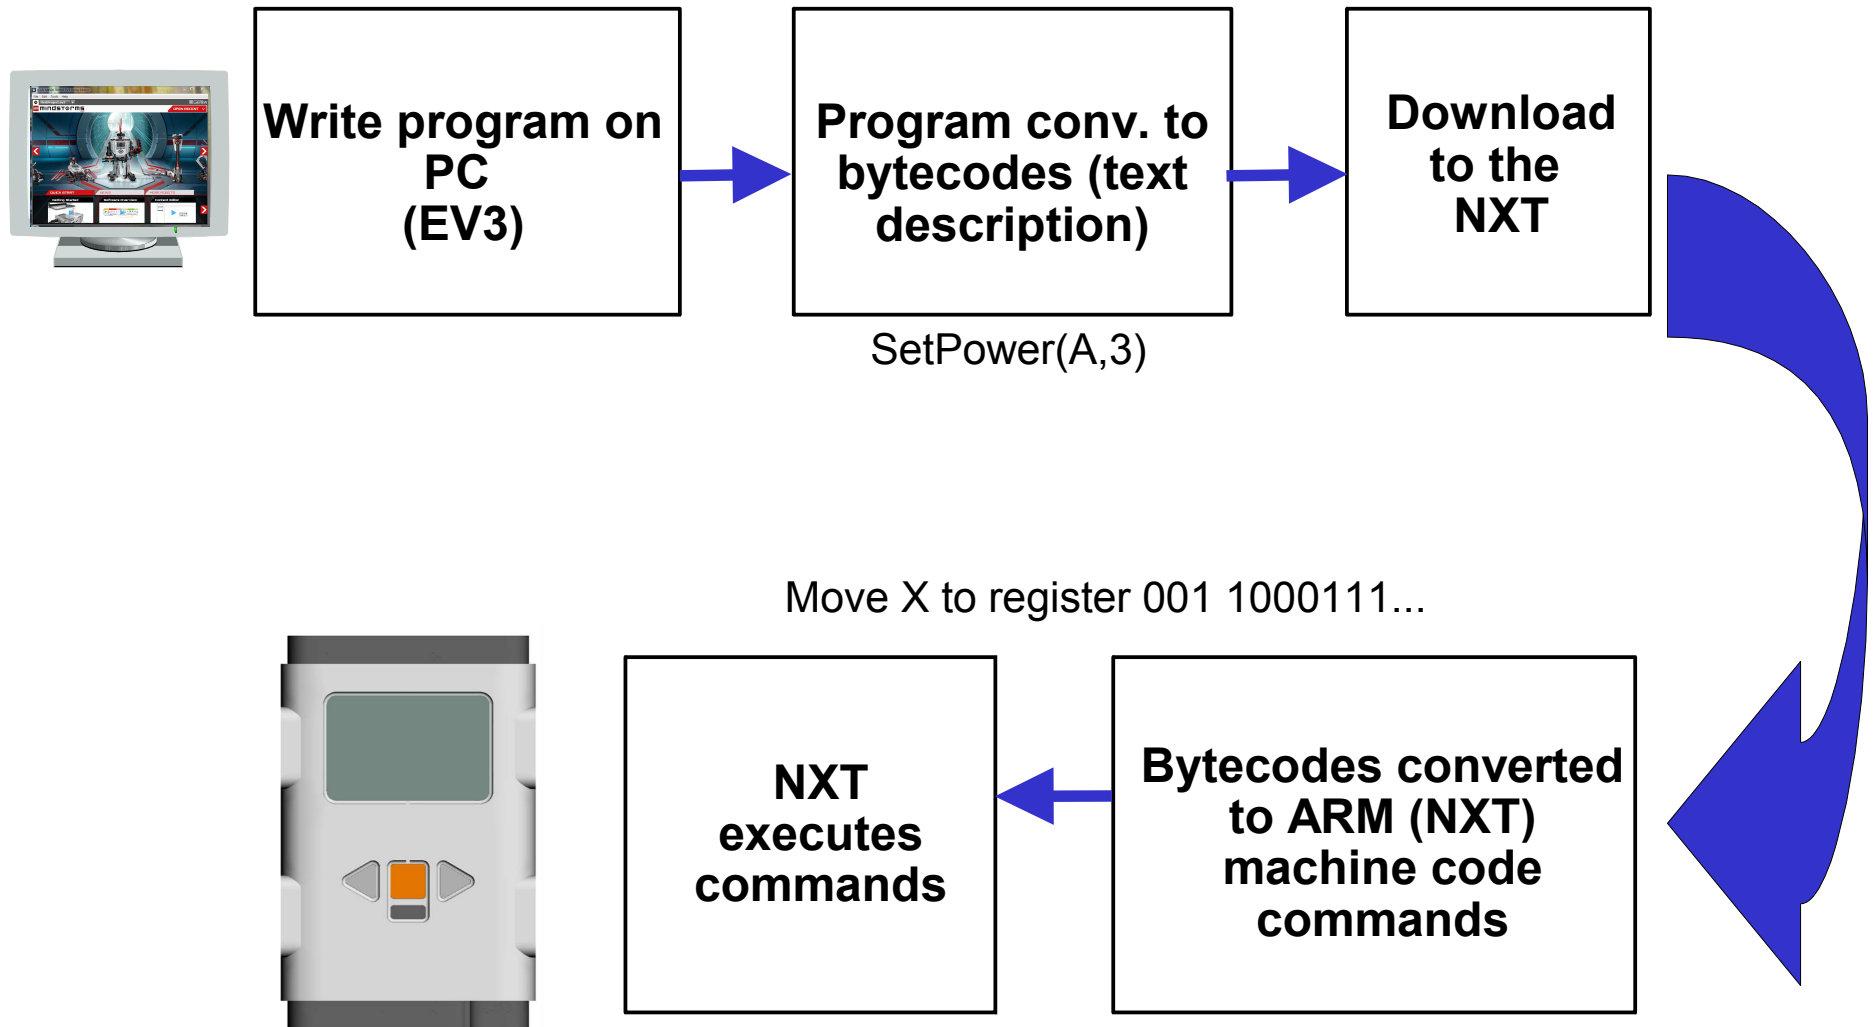 Write program on
PC
(EV3)
Program conv. to
bytecodes (text
description)
Download
to the
NXT
SetPower(A,3)
Move X to register 001 1000111...
NXT
executes
commands
Bytecodes converted
to ARM (NXT)
machine code
commands
mindstorms